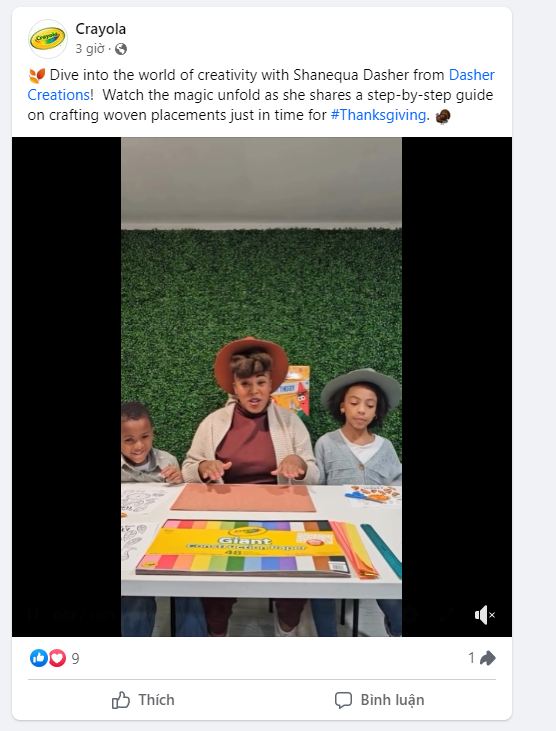 Crayola
Crayola
3 giờ ·
Dive into the world of creativity with Shanequa Dasher from Dasher
Creations! Watch the magic unfold as she shares a step-by-step guide
on crafting woven placements just in time for #Thanksgiving.
Crayola
Giant
Construction Paper
48
9
1
Thích
Bình luận